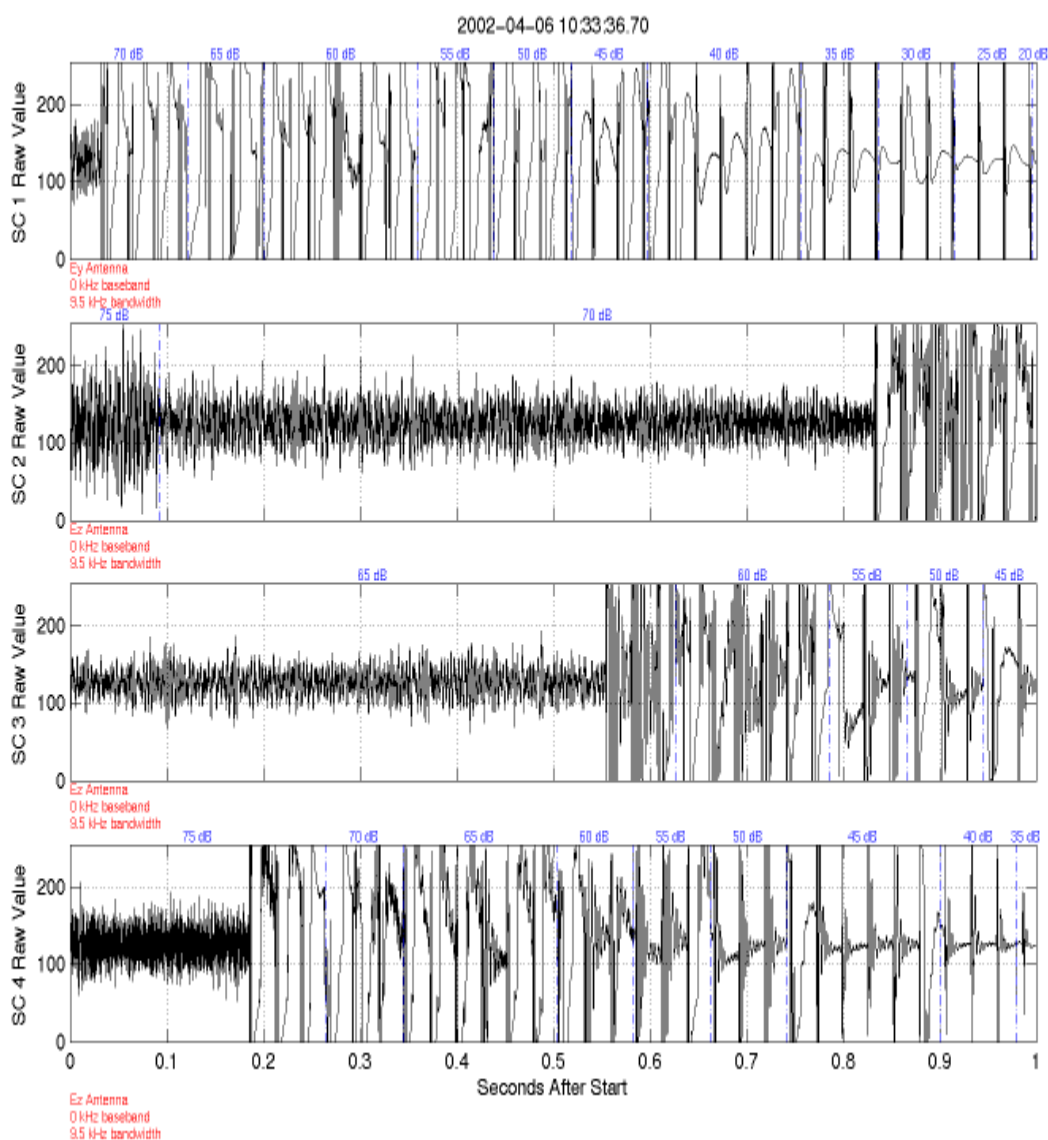 2002-04-06 10:33:36.70
70 dB 65 dB 60 dB 55 dB 50 dB 45 dB 40 dB 35 dB 30 dB 25 dB 20 dB
SC 1 Raw Value
200
100
0
Ey Antenna
0 kHz baseband
9.5 kHz bandwidth
75 dB 70 dB
SC 2 Raw Value
200
100
0
Ez Antenna
0 kHz baseband
9.5 kHz bandwidth
65 dB 60 dB 55 dB 50 dB 45 dB
SC 3 Raw Value
200
100
0
Ez Antenna
0 kHz baseband
9.5 kHz bandwidth
75 dB 70 dB 65 dB 60 dB 55 dB 50 dB 45 dB 40 dB 35 dB
SC 4 Raw Value
200
100
0
0 0.1 0.2 0.3 0.4 0.5 0.6 0.7 0.8 0.9 1
Seconds After Start
Ez Antenna
0 kHz baseband
9.5 kHz bandwidth